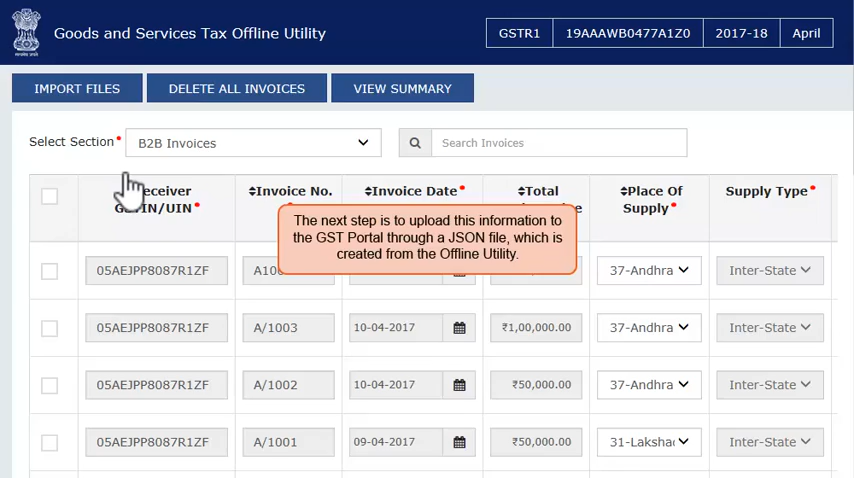 Goods and Services Tax Offline Utility
GSTR1 19AAAWB0477A1Z0 2017-18 April
IMPORT FILES DELETE ALL INVOICES VIEW SUMMARY
Select Section• B2B Invoices Search Invoices
Receiver GSTIN/UIN• Invoice No. Invoice Date• Total Place Of Supply• Supply Type•
The next step is to upload this information to
the GST Portal through a JSON file, which is
created from the Offline Utility.
05AEJPP8087R1ZF 37-Andhra Inter-State
05AEJPP8087R1ZF A/1003 10-04-2017 ₹1,00,000.00 37-Andhra Inter-State
05AEJPP8087R1ZF A/1002 10-04-2017 ₹50,000.00 37-Andhra Inter-State
05AEJPP8087R1ZF A/1001 09-04-2017 ₹50,000.00 31-Lakshad Inter-State